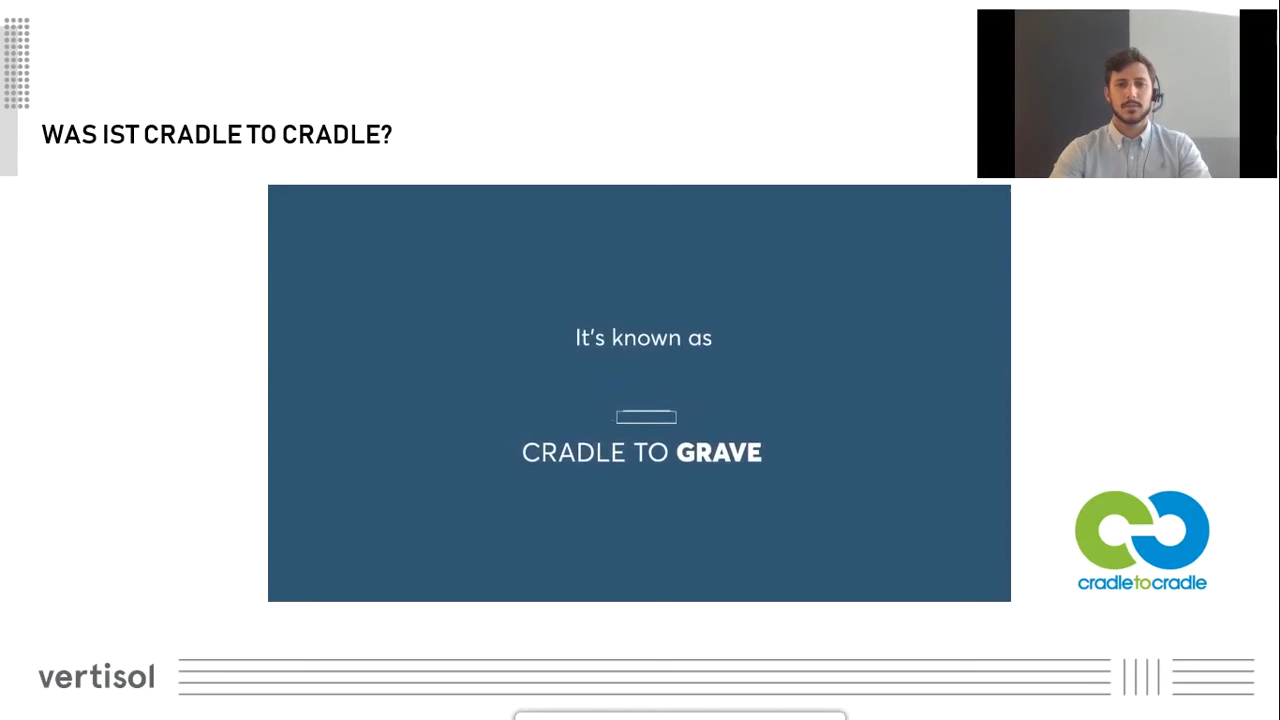 WAS IST CRADLE TO CRADLE?
It's known as
CRADLE TO GRAVE
cradletocradle
vertisol